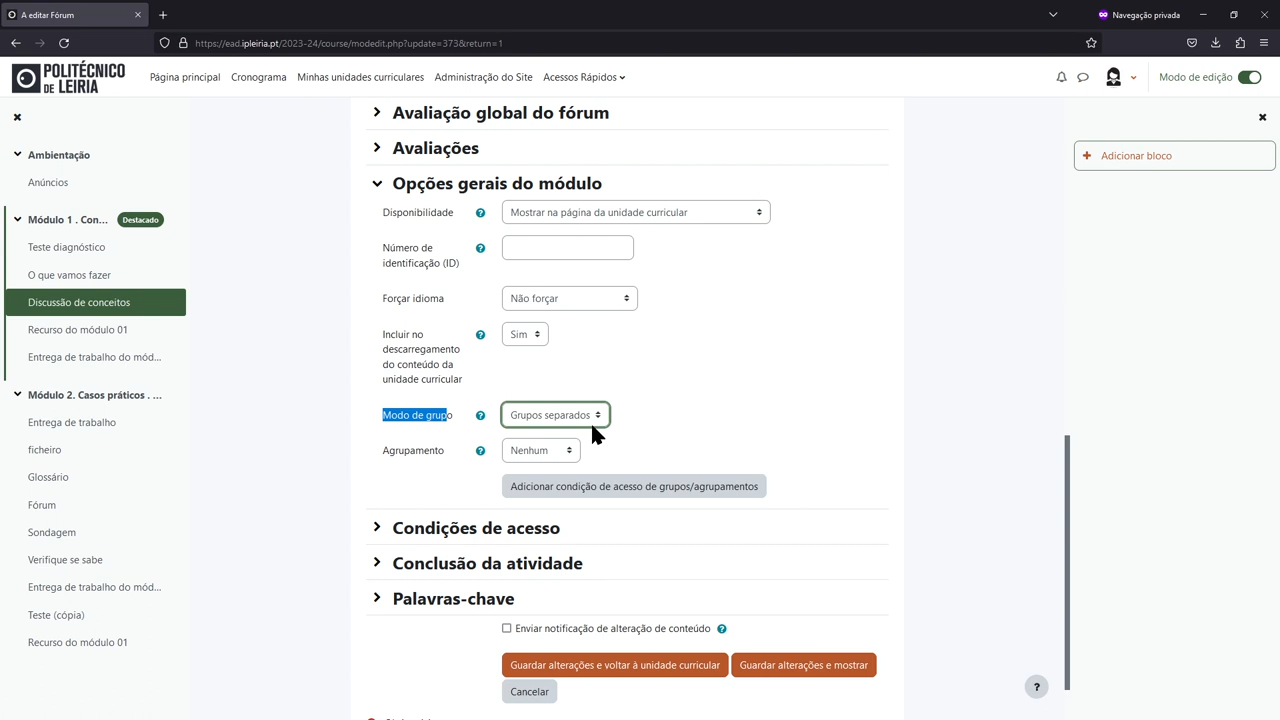 A editar Fórum
Navegação privada
https://ead.ipleiria.pt/2023-24/course/modedit.php?update=373&return=1
POLITÉCNICO
DE LEIRIA
Página principal Cronograma Minhas unidades curriculares Administração do Site Acessos Rápidos
Modo de edição
Ambientação
Anúncios
Módulo 1 . Con... Destacado
Teste diagnóstico
O que vamos fazer
Discussão de conceitos
Recurso do módulo 01
Entrega de trabalho do mód...
Módulo 2. Casos práticos . ...
Entrega de trabalho
ficheiro
Glossário
Fórum
Sondagem
Verifique se sabe
Entrega de trabalho do mód...
Teste (cópia)
Recurso do módulo 01
Avaliação global do fórum
Avaliações
Opções gerais do módulo
Disponibilidade ? Mostrar na página da unidade curricular
Número de
identificação (ID) ?
Forçar idioma Não forçar
Incluir no ? Sim
descarregamento
do conteúdo da
unidade curricular
Modo de grupo ? Grupos separados
Agrupamento ? Nenhum
Adicionar condição de acesso de grupos/agrupamentos
Condições de acesso
Conclusão da atividade
Palavras-chave
Enviar notificação de alteração de conteúdo ?
Guardar alterações e voltar à unidade curricular Guardar alterações e mostrar
Cancelar
+ Adicionar bloco
?